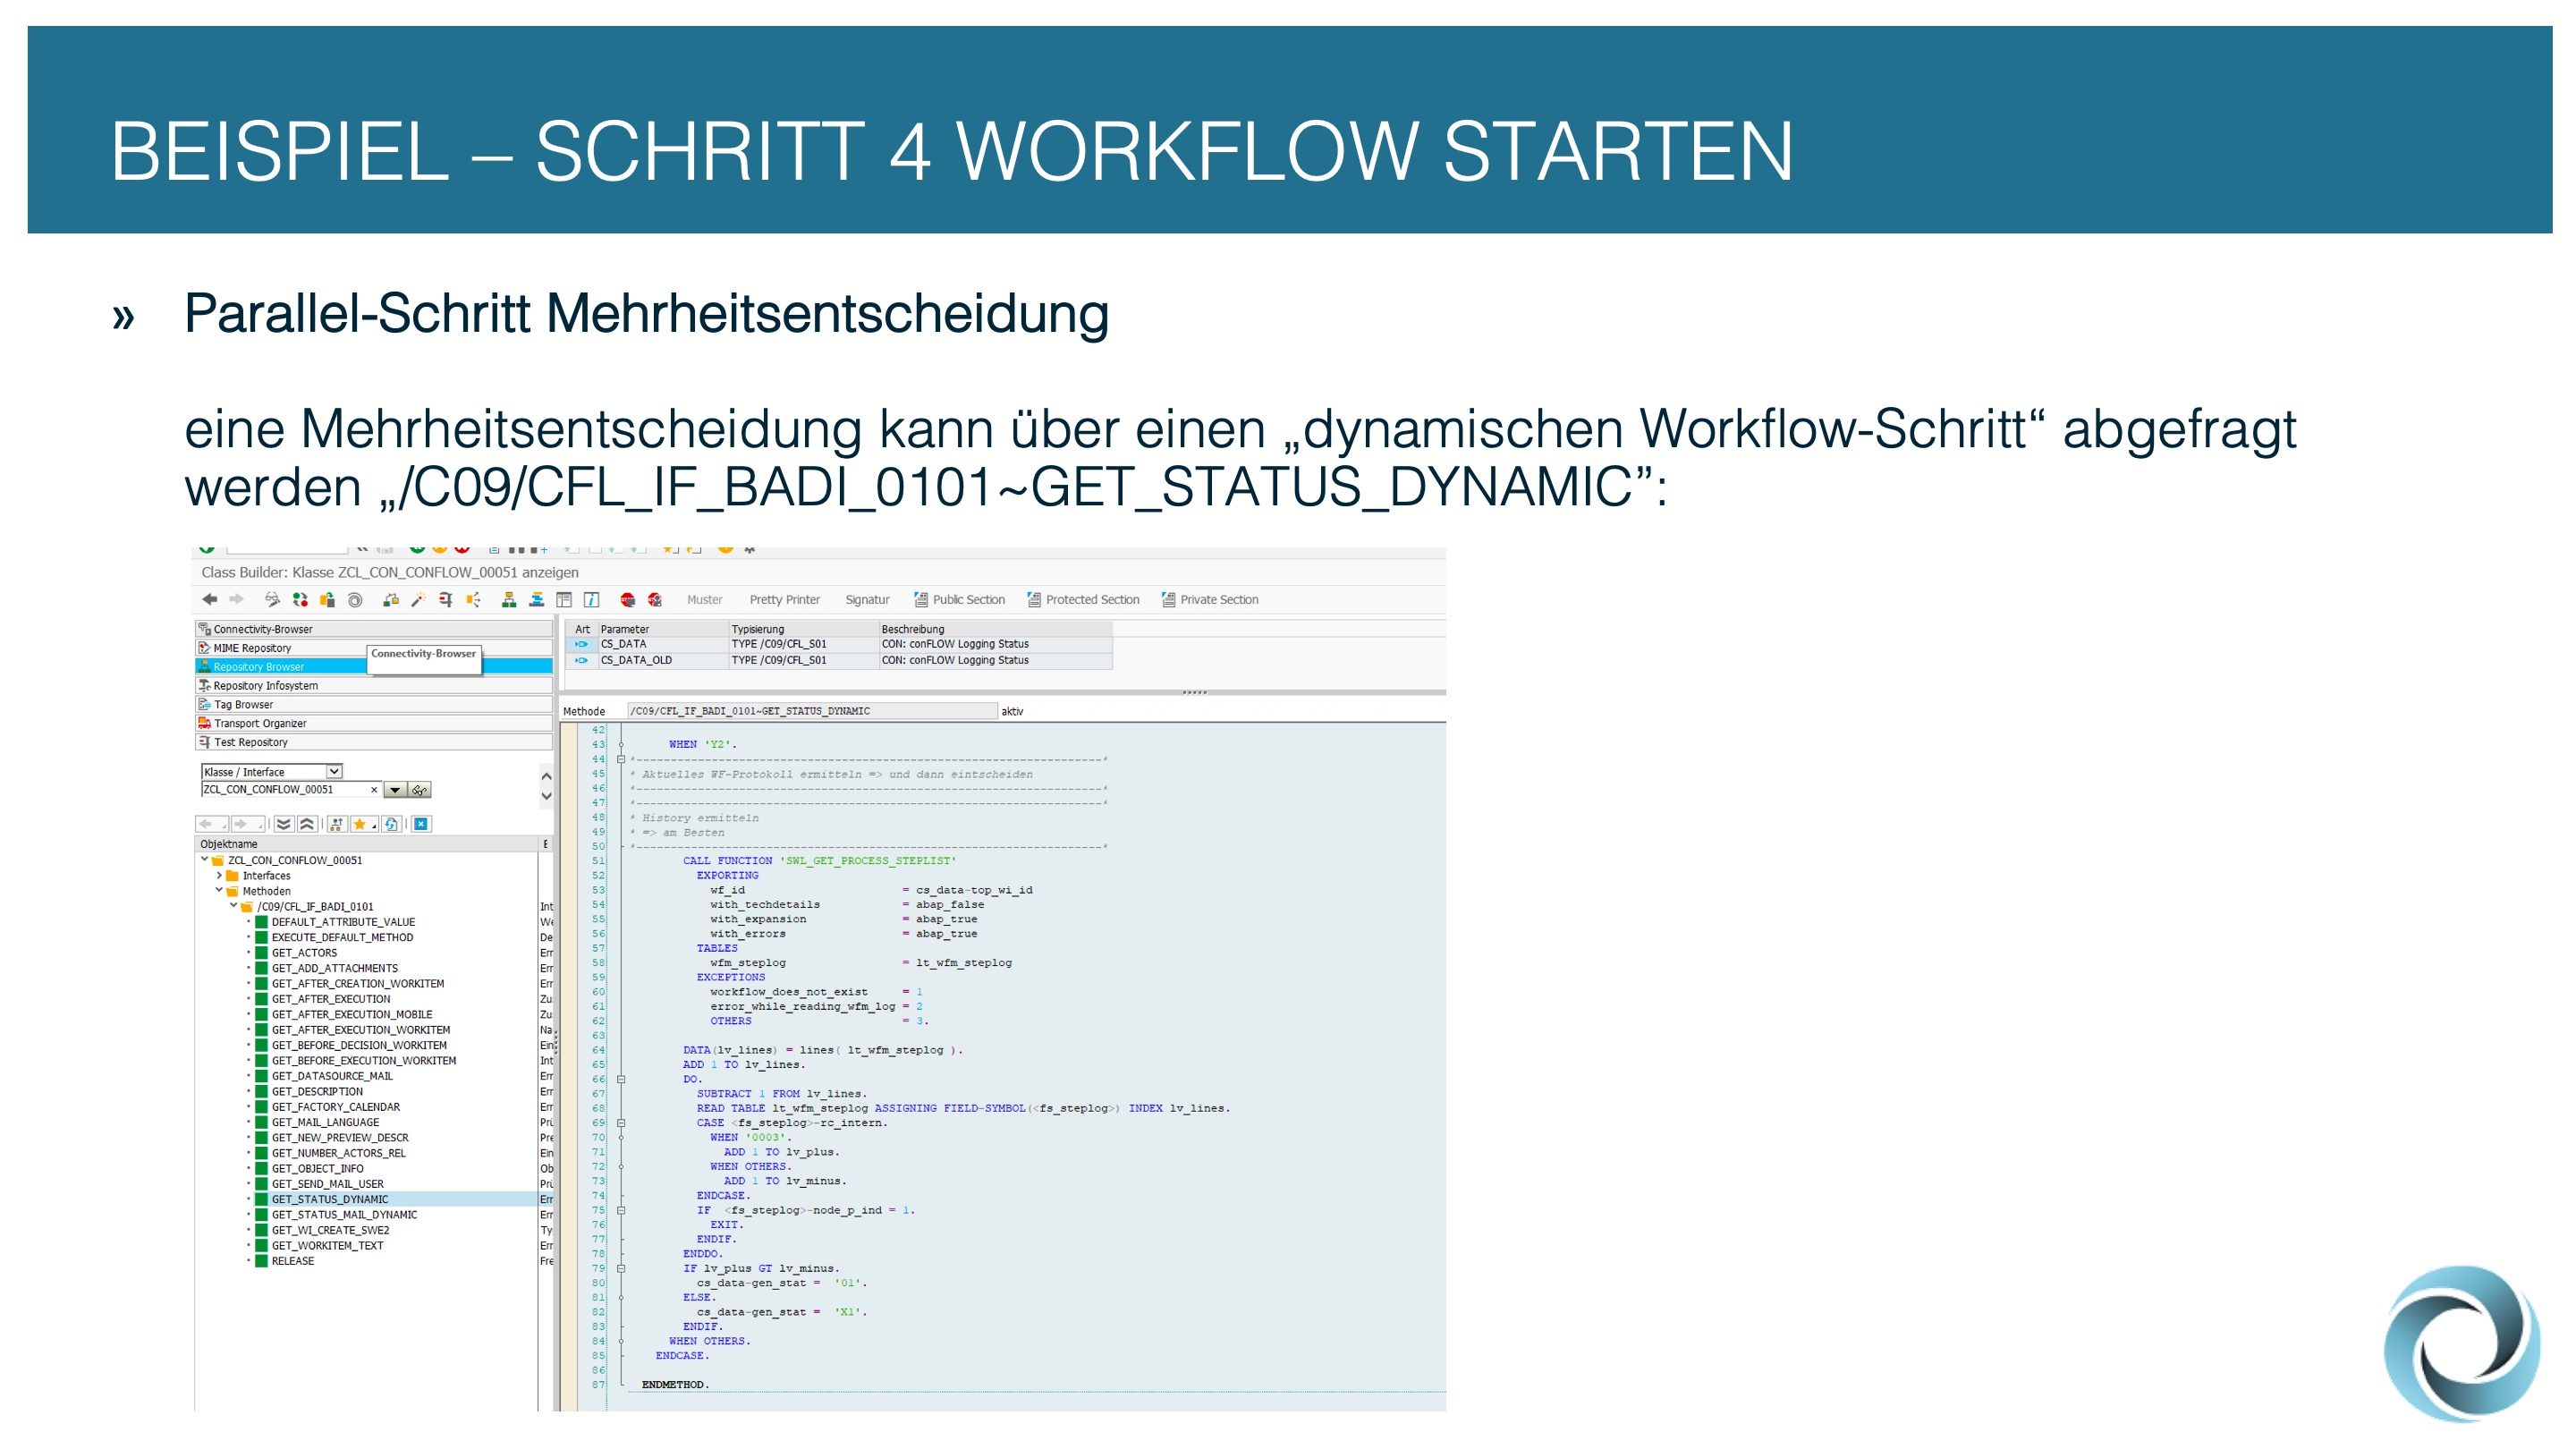 BEISPIEL – SCHRITT 4 WORKFLOW STARTEN
» Parallel-Schritt Mehrheitsentscheidung
eine Mehrheitsentscheidung kann über einen „dynamischen Workflow-Schritt“ abgefragt
werden „/C09/CFL_IF_BADI_0101~GET_STATUS_DYNAMIC”:
Class Builder: Klasse ZCL_CON_CONFLOW_00051 anzeigen
Muster Pretty Printer Signatur Public Section Protected Section Private Section
Connectivity-Browser
MIME Repository
Connectivity-Browser
Repository Browser
Repository Infosystem
Tag Browser
Transport Organizer
Test Repository
Klasse / Interface
ZCL_CON_CONFLOW_00051
Objektname E
ZCL_CON_CONFLOW_00051
Interfaces
Methoden
/C09/CFL_IF_BADI_0101 Int
DEFAULT_ATTRIBUTE_VALUE We
EXECUTE_DEFAULT_METHOD De
GET_ACTORS Err
GET_ADD_ATTACHMENTS Err
GET_AFTER_CREATION_WORKITEM Err
GET_AFTER_EXECUTION Zu
GET_AFTER_EXECUTION_MOBILE Zu
GET_AFTER_EXECUTION_WORKITEM Na
GET_BEFORE_DECISION_WORKITEM Ein
GET_BEFORE_EXECUTION_WORKITEM Int
GET_DATASOURCE_MAIL Err
GET_DESCRIPTION Err
GET_FACTORY_CALENDAR Err
GET_MAIL_LANGUAGE Prü
GET_NEW_PREVIEW_DESCR Pre
GET_NUMBER_ACTORS_REL Ein
GET_OBJECT_INFO Ob
GET_SEND_MAIL_USER Prü
GET_STATUS_DYNAMIC Err
GET_STATUS_MAIL_DYNAMIC Err
GET_WI_CREATE_SWE2 Ty
GET_WORKITEM_TEXT Err
RELEASE Fre
Art Parameter Typisierung Beschreibung
CS_DATA TYPE /C09/CFL_S01 CON: conFLOW Logging Status
CS_DATA_OLD TYPE /C09/CFL_S01 CON: conFLOW Logging Status
Methode /C09/CFL_IF_BADI_0101~GET_STATUS_DYNAMIC aktiv
42
43 WHEN 'Y2'.
44 *---------------------------------------------------------------------*
45 * Aktuelles WF-Protokoll ermitteln => und dann eintscheiden
46 *---------------------------------------------------------------------*
47 *---------------------------------------------------------------------*
48 * History ermitteln
49 * => am Besten
50 *---------------------------------------------------------------------*
51 CALL FUNCTION 'SWL_GET_PROCESS_STEPLIST'
52 EXPORTING
53 wf_id = cs_data-top_wi_id
54 with_techdetails = abap_false
55 with_expansion = abap_true
56 with_errors = abap_true
57 TABLES
58 wfm_steplog = lt_wfm_steplog
59 EXCEPTIONS
60 workflow_does_not_exist = 1
61 error_while_reading_wfm_log = 2
62 OTHERS = 3.
63
64 DATA(lv_lines) = lines( lt_wfm_steplog ).
65 ADD 1 TO lv_lines.
66 DO.
67 SUBTRACT 1 FROM lv_lines.
68 READ TABLE lt_wfm_steplog ASSIGNING FIELD-SYMBOL(<fs_steplog>) INDEX lv_lines.
69 CASE <fs_steplog>-rc_intern.
70 WHEN '0003'.
71 ADD 1 TO lv_plus.
72 WHEN OTHERS.
73 ADD 1 TO lv_minus.
74 ENDCASE.
75 IF <fs_steplog>-node_p_ind = 1.
76 EXIT.
77 ENDIF.
78 ENDDO.
79 IF lv_plus GT lv_minus.
80 cs_data-gen_stat = '01'.
81 ELSE.
82 cs_data-gen_stat = 'X1'.
83 ENDIF.
84 WHEN OTHERS.
85 ENDCASE.
86
87 ENDMETHOD.